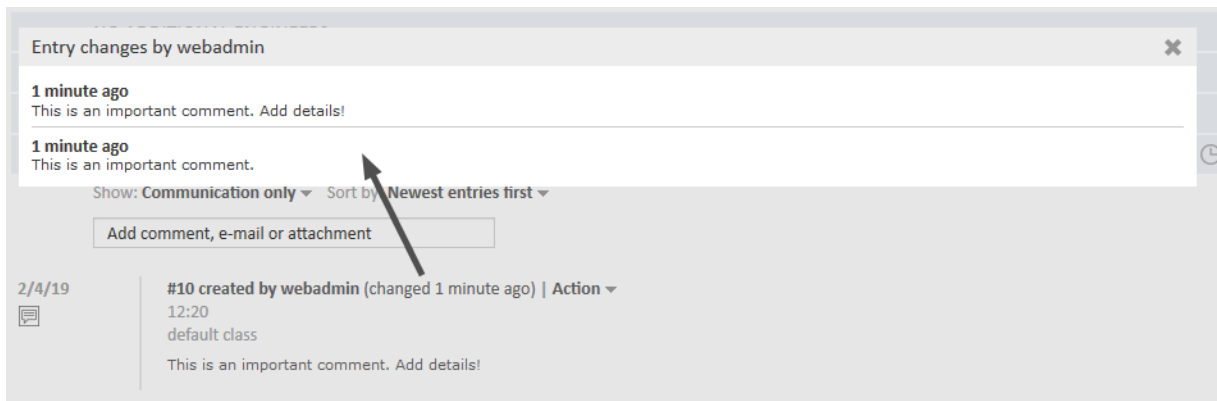 Entry changes by webadmin
1 minute ago
This is an important comment. Add details!
1 minute ago
This is an important comment.
Show: Communication only Sort by: Newest entries first
Add comment, e-mail or attachment
2/4/19
#10 created by webadmin (changed 1 minute ago) | Action
12:20
default class
This is an important comment. Add details!